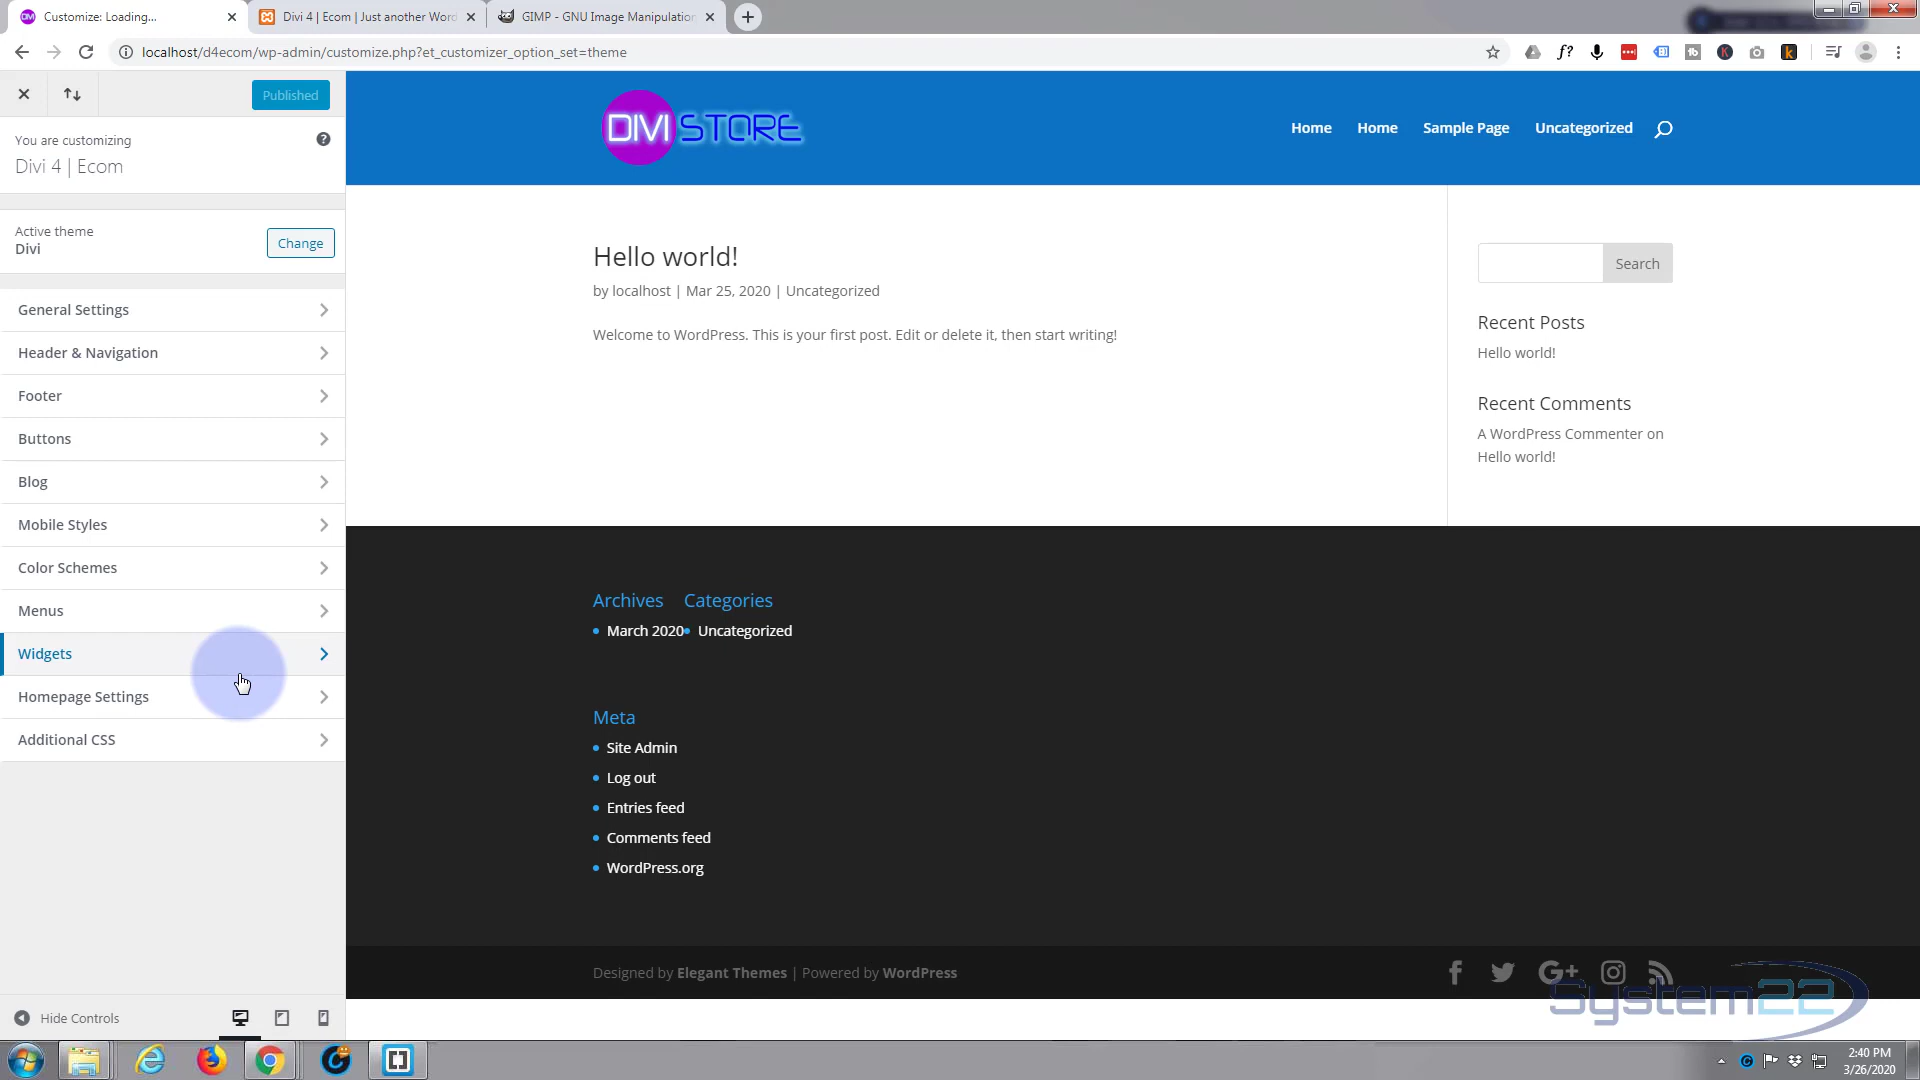 Customize: Loading...
Divi 4 | Ecom | Just another Word
GIMP - GNU Image Manipulation
localhost/d4ecom/wp-admin/customize.php?et_customizer_option_set=theme
Published
You are customizing
Divi 4 | Ecom
Active theme
Divi
Change
General Settings
Header & Navigation
Footer
Buttons
Blog
Mobile Styles
Color Schemes
Menus
Widgets
Homepage Settings
Additional CSS
Hide Controls
DIVI STORE
Home
Home
Sample Page
Uncategorized
Hello world!
by localhost | Mar 25, 2020 | Uncategorized
Welcome to WordPress. This is your first post. Edit or delete it, then start writing!
Search
Recent Posts
Hello world!
Recent Comments
A WordPress Commenter on
Hello world!
Archives
March 2020
Categories
Uncategorized
Meta
Site Admin
Log out
Entries feed
Comments feed
WordPress.org
Designed by Elegant Themes | Powered by WordPress
System22
2:40 PM
3/26/2020